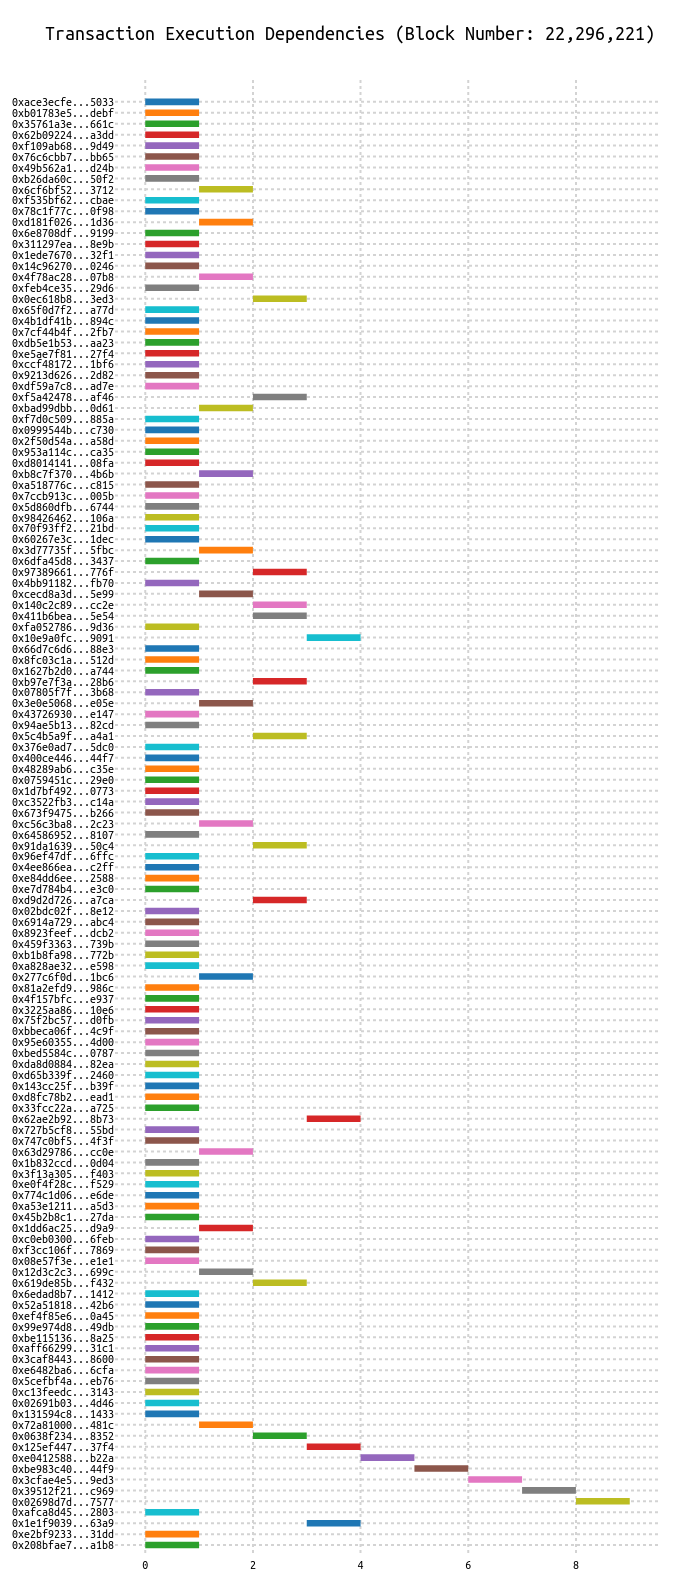 Transaction Execution Dependencies (Block Number: 22,296,221)
0xace3ecfe...5033
0xb01783e5...debf
0x35761a3e...661c
0x62b09224...a3dd
0xf109ab68...9d49
0x76c6cbb7...bb65
0x49b562a1...d24b
0xb26da60c...50f2
0x6cf6bf52...3712
0xf535bf62...cbae
0x78c1f77c...0f98
0xd181f026...1d36
0x6e8708df...9199
0x311297ea...8e9b
0x1ede7670...32f1
0x14c96270...0246
0x4f78ac28...07b8
0xfeb4ce35...29d6
0x0ec618b8...3ed3
0x65f0d7f2...a77d
0x4b1df41b...894c
0x7cf44b4f...2fb7
0xdb5e1b53...aa23
0xe5ae7f81...27f4
0xccf48172...1bf6
0x9213d626...2d82
0xdf59a7c8...ad7e
0xf5a42478...af46
0xbad99dbb...0d61
0xf7d0c509...885a
0x0999544b...c730
0x2f50d54a...a58d
0x953a114c...ca35
0xd8014141...08fa
0xb8c7f370...4b6b
0xa518776c...c815
0x7ccb913c...005b
0x5d860dfb...6744
0x98426462...106a
0x70f93ff2...21bd
0x60267e3c...1dec
0x3d77735f...5fbc
0x6dfa45d8...3437
0x97389661...776f
0x4bb91182...fb70
0xcecd8a3d...5e99
0x140c2c89...cc2e
0x411b6bea...5e54
0xfa052786...9d36
0x10e9a0fc...9091
0x66d7c6d6...88e3
0x8fc03c1a...512d
0x1627b2d0...a744
0xb97e7f3a...28b6
0x07805f7f...3b68
0x3e0e5068...e05e
0x43726930...e147
0x94ae5b13...82cd
0x5c4b5a9f...a4a1
0x376e0ad7...5dc0
0x400ce446...44f7
0x48289ab6...c35e
0x0759451c...29e0
0x1d7bf492...0773
0xc3522fb3...c14a
0x673f9475...b266
0xc56c3ba8...2c23
0x64586952...8107
0x91da1639...50c4
0x96ef47df...6ffc
0x4ee866ea...c2ff
0xe84dd6ee...2588
0xe7d784b4...e3c0
0xd9d2d726...a7ca
0x02bdc02f...8e12
0x6914a729...abc4
0x8923feef...dcb2
0x459f3363...739b
0xb1b8fa98...772b
0xa828ae32...e598
0x277c6f0d...1bc6
0x81a2efd9...986c
0x4f157bfc...e937
0x3225aa86...10e6
0x75f2bc57...d0fb
0xbbeca06f...4c9f
0x95e60355...4d00
0xbed5584c...0787
0xda8d0884...82ea
0xd65b339f...2460
0x143cc25f...b39f
0xd8fc78b2...ead1
0x33fcc22a...a725
0x62ae2b92...8b73
0x727b5cf8...55bd
0x747c0bf5...4f3f
0x63d29786...cc0e
0x1b832ccd...0d04
0x3f13a305...f403
0xe0f4f28c...f529
0x774c1d06...e6de
0xa53e1211...a5d3
0x45b2b8c1...27da
0x1dd6ac25...d9a9
0xc0eb0300...6feb
0xf3cc106f...7869
0x08e57f3e...e1e1
0x12d3c2c3...699c
0x619de85b...f432
0x6edad8b7...1412
0x52a51818...42b6
0xef4f85e6...0a45
0x99e974d8...49db
0xbe115136...8a25
0xaff66299...31c1
0x3caf8443...8600
0xe6482ba6...6cfa
0x5cefbf4a...eb76
0xc13feedc...3143
0x02691b03...4d46
0x131594c8...1433
0x72a81000...481c
0x0638f234...8352
0x125ef447...37f4
0xe0412588...b22a
0xbe983c40...44f9
0x3cfae4e5...9ed3
0x39512f21...c969
0x02698d7d...7577
0xafca8d45...2803
0x1e1f9039...63a9
0xe2bf9233...31dd
0x208bfae7...a1b8
0 2 4 6 8